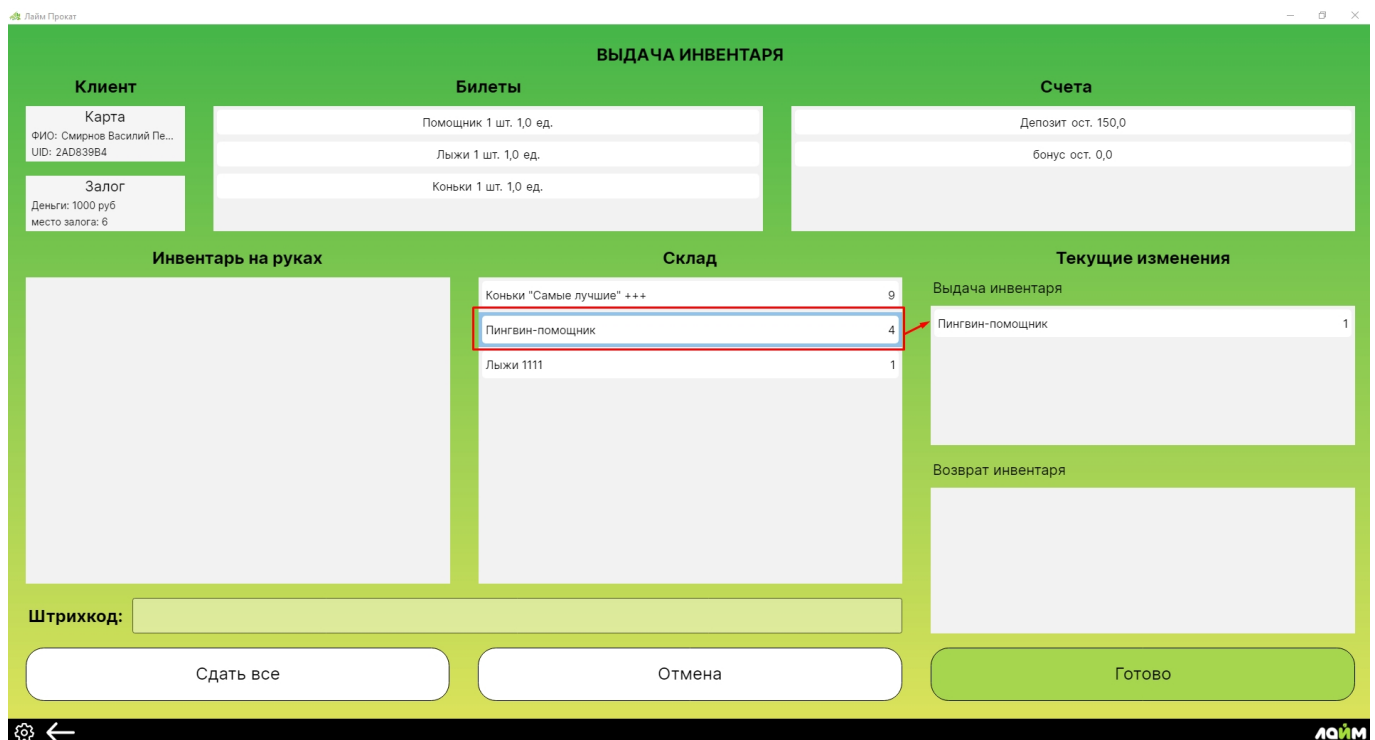 Лайм Прокат
ВЫДАЧА ИНВЕНТАРЯ
Клиент
Карта
ФИО: Смирнов Василий Пе...
UID: 2AD839B4
Залог
Деньги: 1000 руб
место залога: 6
Билеты
Помощник 1 шт. 1,0 ед.
Лыжи 1 шт. 1,0 ед.
Коньки 1 шт. 1,0 ед.
Счета
Депозит ост. 150,0
бонус ост. 0,0
Инвентарь на руках
Склад
Коньки "Самые лучшие" +++ 9
Пингвин-помощник 4
Лыжи 1111 1
Текущие изменения
Выдача инвентаря
Пингвин-помощник 1
Возврат инвентаря
Штрихкод:
Сдать все
Отмена
Готово
лайм